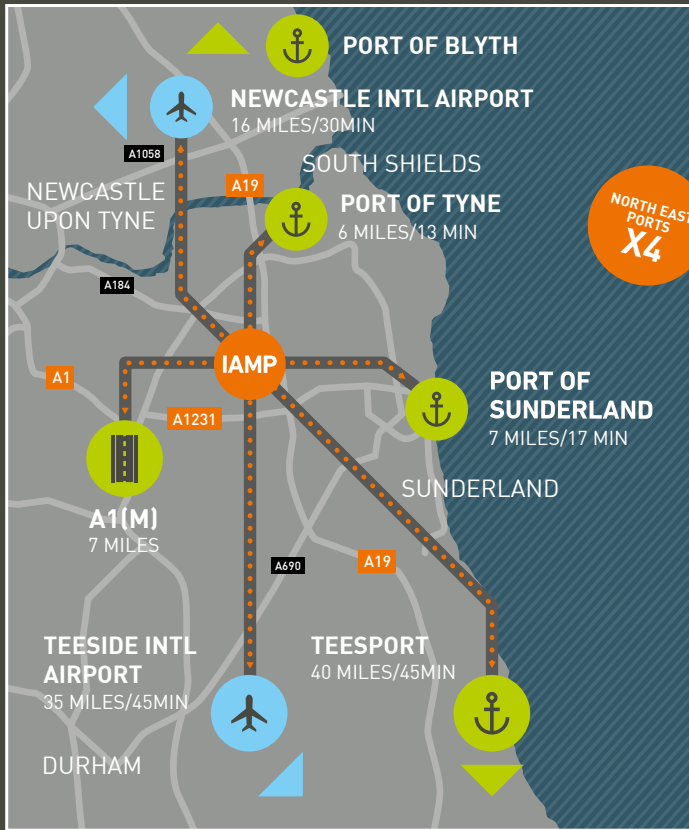 PORT OF BLYTH
NEWCASTLE INTL AIRPORT
16 MILES/30MIN
A1058
SOUTH SHIELDS
A19
NEWCASTLE
UPON TYNE
PORT OF TYNE
6 MILES/13 MIN
NORTH EAST
PORTS
X4
A184
IAMP
A1
PORT OF
SUNDERLAND
7 MILES/17 MIN
A1231
SUNDERLAND
A1(M)
7 MILES
A690
A19
TEESIDE INTL
AIRPORT
35 MILES/45MIN
TEESPORT
40 MILES/45MIN
DURHAM